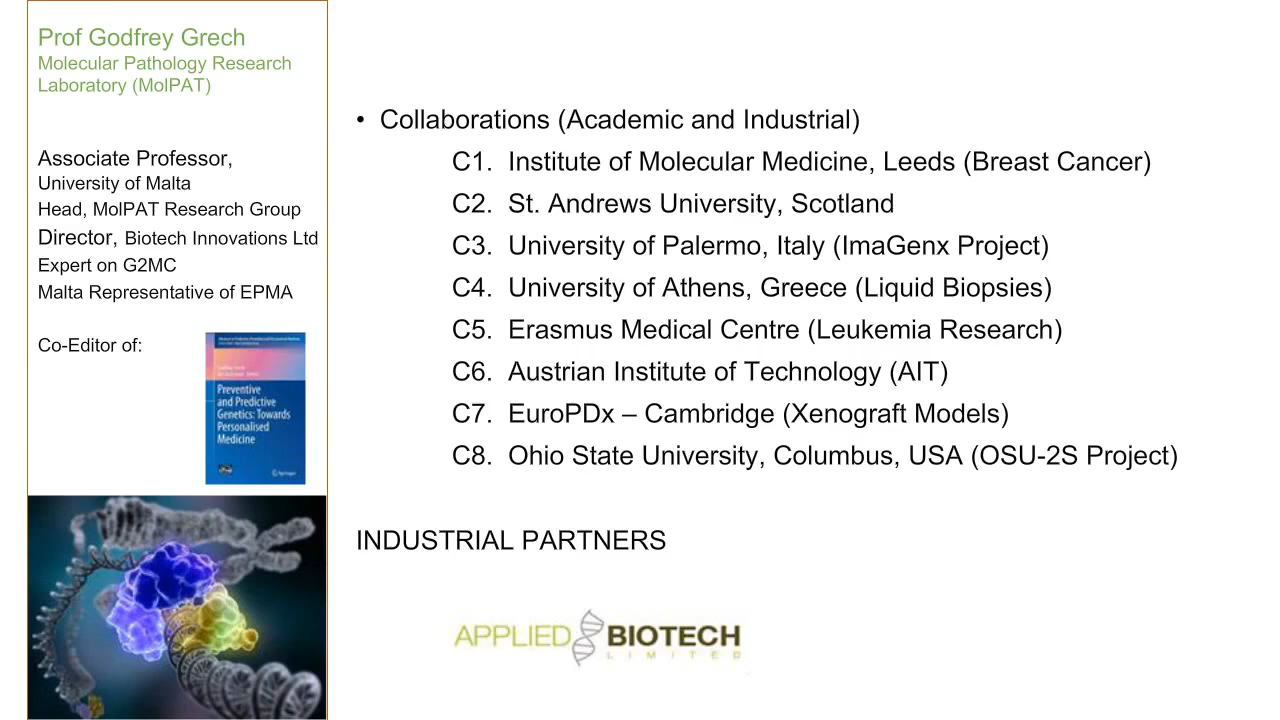 Prof Godfrey Grech
Molecular Pathology Research
Laboratory (MolPAT)
Associate Professor,
University of Malta
Head, MolPAT Research Group
Director, Biotech Innovations Ltd
Expert on G2MC
Malta Representative of EPMA
Co-Editor of:
Preventive
and Predictive
Genetics: Towards
Personalised
Medicine
Springer
• Collaborations (Academic and Industrial)
C1. Institute of Molecular Medicine, Leeds (Breast Cancer)
C2. St. Andrews University, Scotland
C3. University of Palermo, Italy (ImaGenx Project)
C4. University of Athens, Greece (Liquid Biopsies)
C5. Erasmus Medical Centre (Leukemia Research)
C6. Austrian Institute of Technology (AIT)
C7. EuroPDx – Cambridge (Xenograft Models)
C8. Ohio State University, Columbus, USA (OSU-2S Project)
INDUSTRIAL PARTNERS
APPLIED BIOTECH
LIMITED